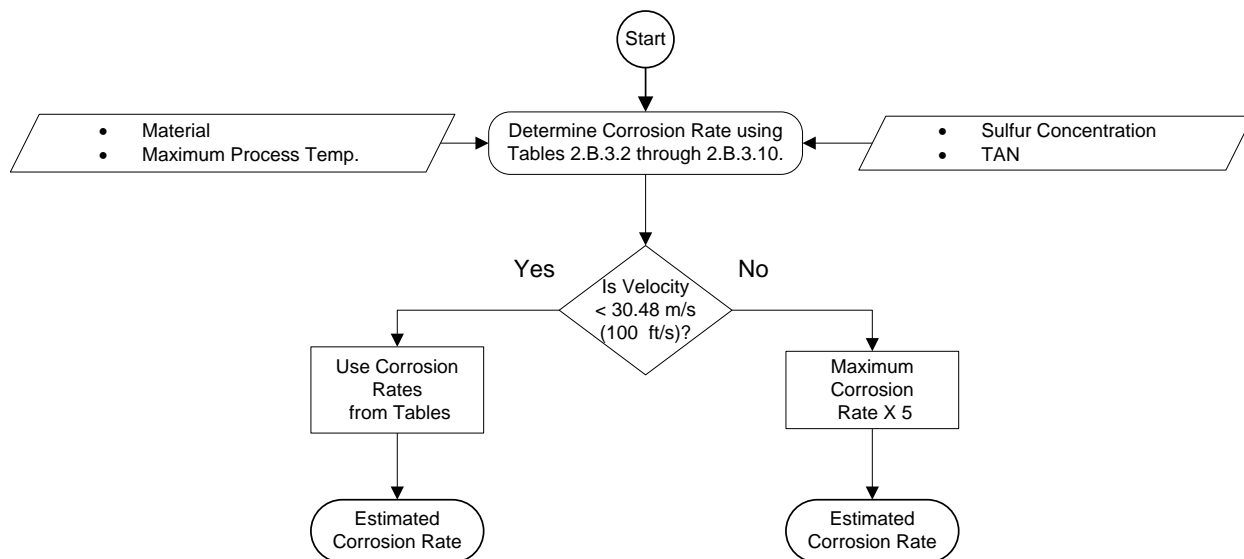 Start
• Material
• Maximum Process Temp.
Determine Corrosion Rate using
Tables 2.B.3.2 through 2.B.3.10.
• Sulfur Concentration
• TAN
Yes
No
Is Velocity
< 30.48 m/s
(100 ft/s)?
Use Corrosion
Rates
from Tables
Maximum
Corrosion
Rate X 5
Estimated
Corrosion Rate
Estimated
Corrosion Rate